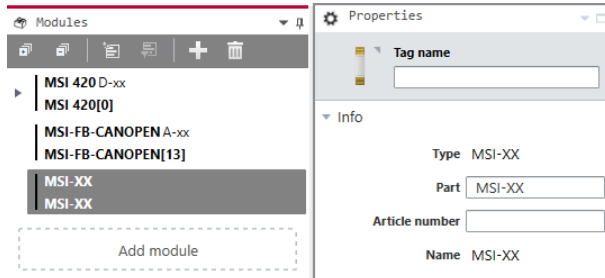 Modules
MSI 420 D-xx
MSI 420[0]
MSI-FB-CANOPEN A-xx
MSI-FB-CANOPEN[13]
MSI-XX
MSI-XX
Add module
Properties
Tag name
Info
Type MSI-XX
Part MSI-XX
Article number
Name MSI-XX